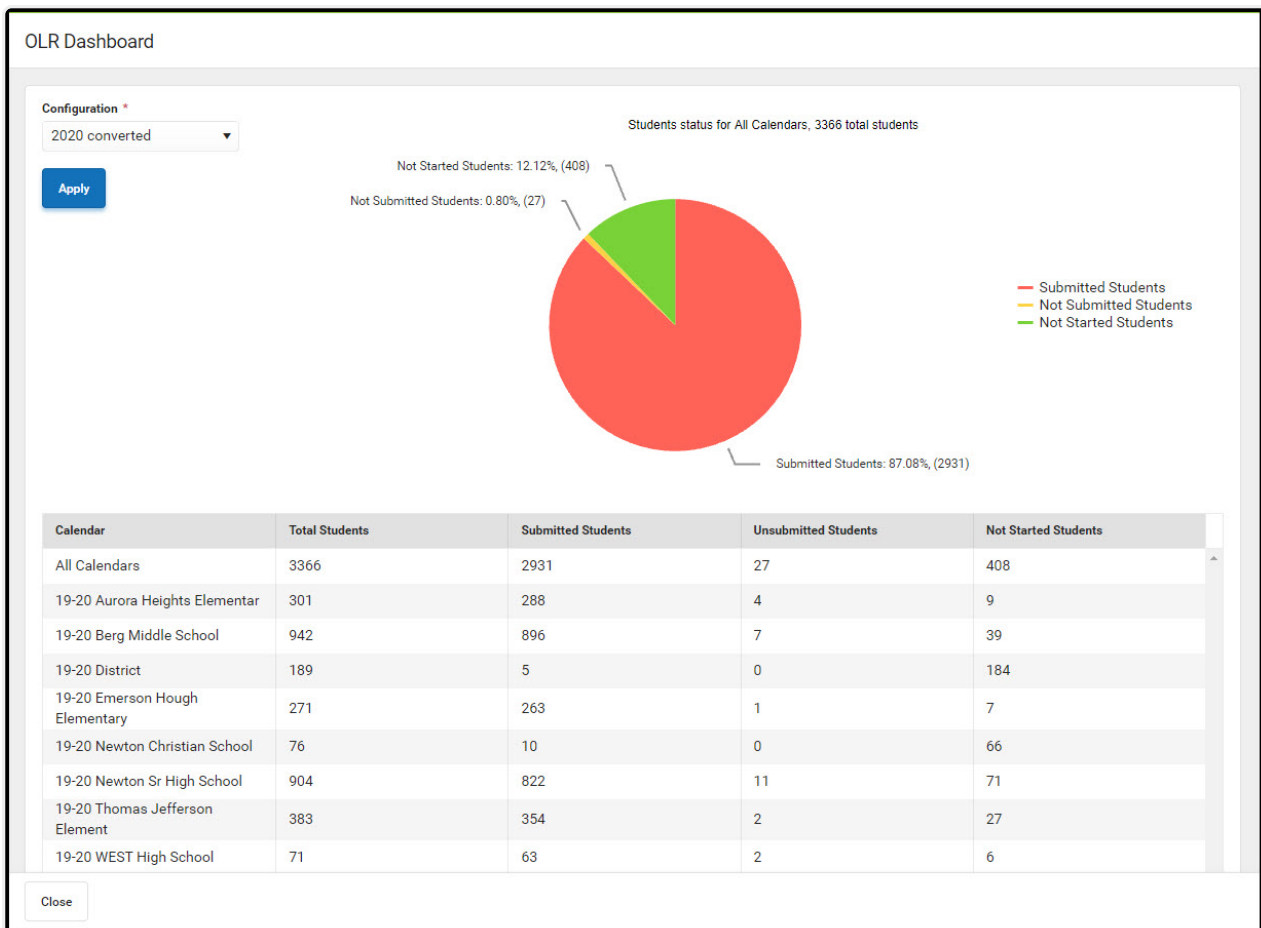 OLR Dashboard
Configuration *
2020 converted
Apply
Students status for All Calendars, 3366 total students
Not Started Students: 12.12%, (408)
Not Submitted Students: 0.80%, (27)
Submitted Students
Not Submitted Students
Not Started Students
Submitted Students: 87.08%, (2931)
Calendar Total Students Submitted Students Unsubmitted Students Not Started Students
All Calendars 3366 2931 27 408
19-20 Aurora Heights Elementar 301 288 4 9
19-20 Berg Middle School 942 896 7 39
19-20 District 189 5 0 184
19-20 Emerson Hough
Elementary 271 263 1 7
19-20 Newton Christian School 76 10 0 66
19-20 Newton Sr High School 904 822 11 71
19-20 Thomas Jefferson
Element 383 354 2 27
19-20 WEST High School 71 63 2 6
Close